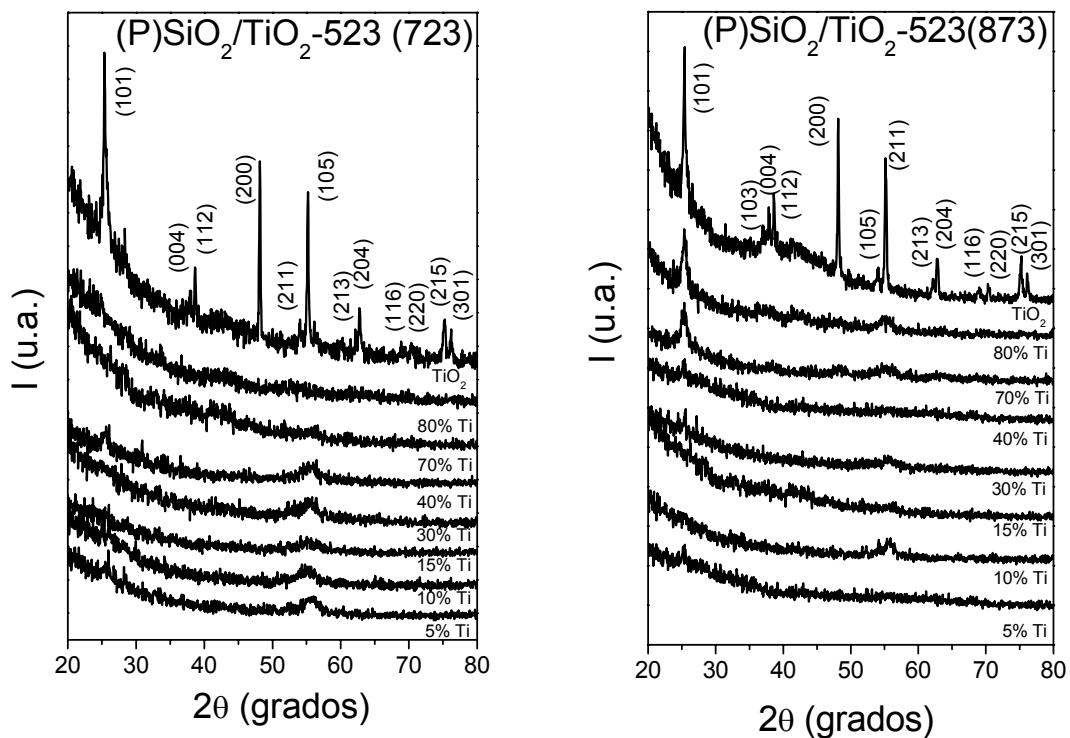 (P)SiO₂/TiO₂-523 (723)
(101)
(004)
(112)
(200)
(211)
(105)
(213)
(204)
(116)
(220)
(215)
(301)
TiO₂
80% Ti
70% Ti
40% Ti
30% Ti
15% Ti
10% Ti
5% Ti
I (u.a.)
20 30 40 50 60 70 80
2θ (grados)
(P)SiO₂/TiO₂-523(873)
(101)
(103)
(004)
(112)
(200)
(105)
(211)
(213)
(204)
(116)
(220)
(215)
(301)
TiO₂
80% Ti
70% Ti
40% Ti
30% Ti
15% Ti
10% Ti
5% Ti
I (u.a.)
20 30 40 50 60 70 80
2θ (grados)